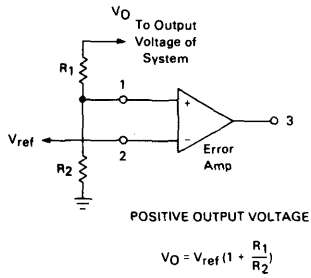 VO
To Output
Voltage of
System
R1
1
+
3
Vref
2
−
Error
Amp
R2
POSITIVE OUTPUT VOLTAGE
VO = Vref (1 + R1/R2)